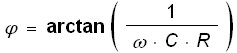 φ = arctan ( 1 / ω · C · R )